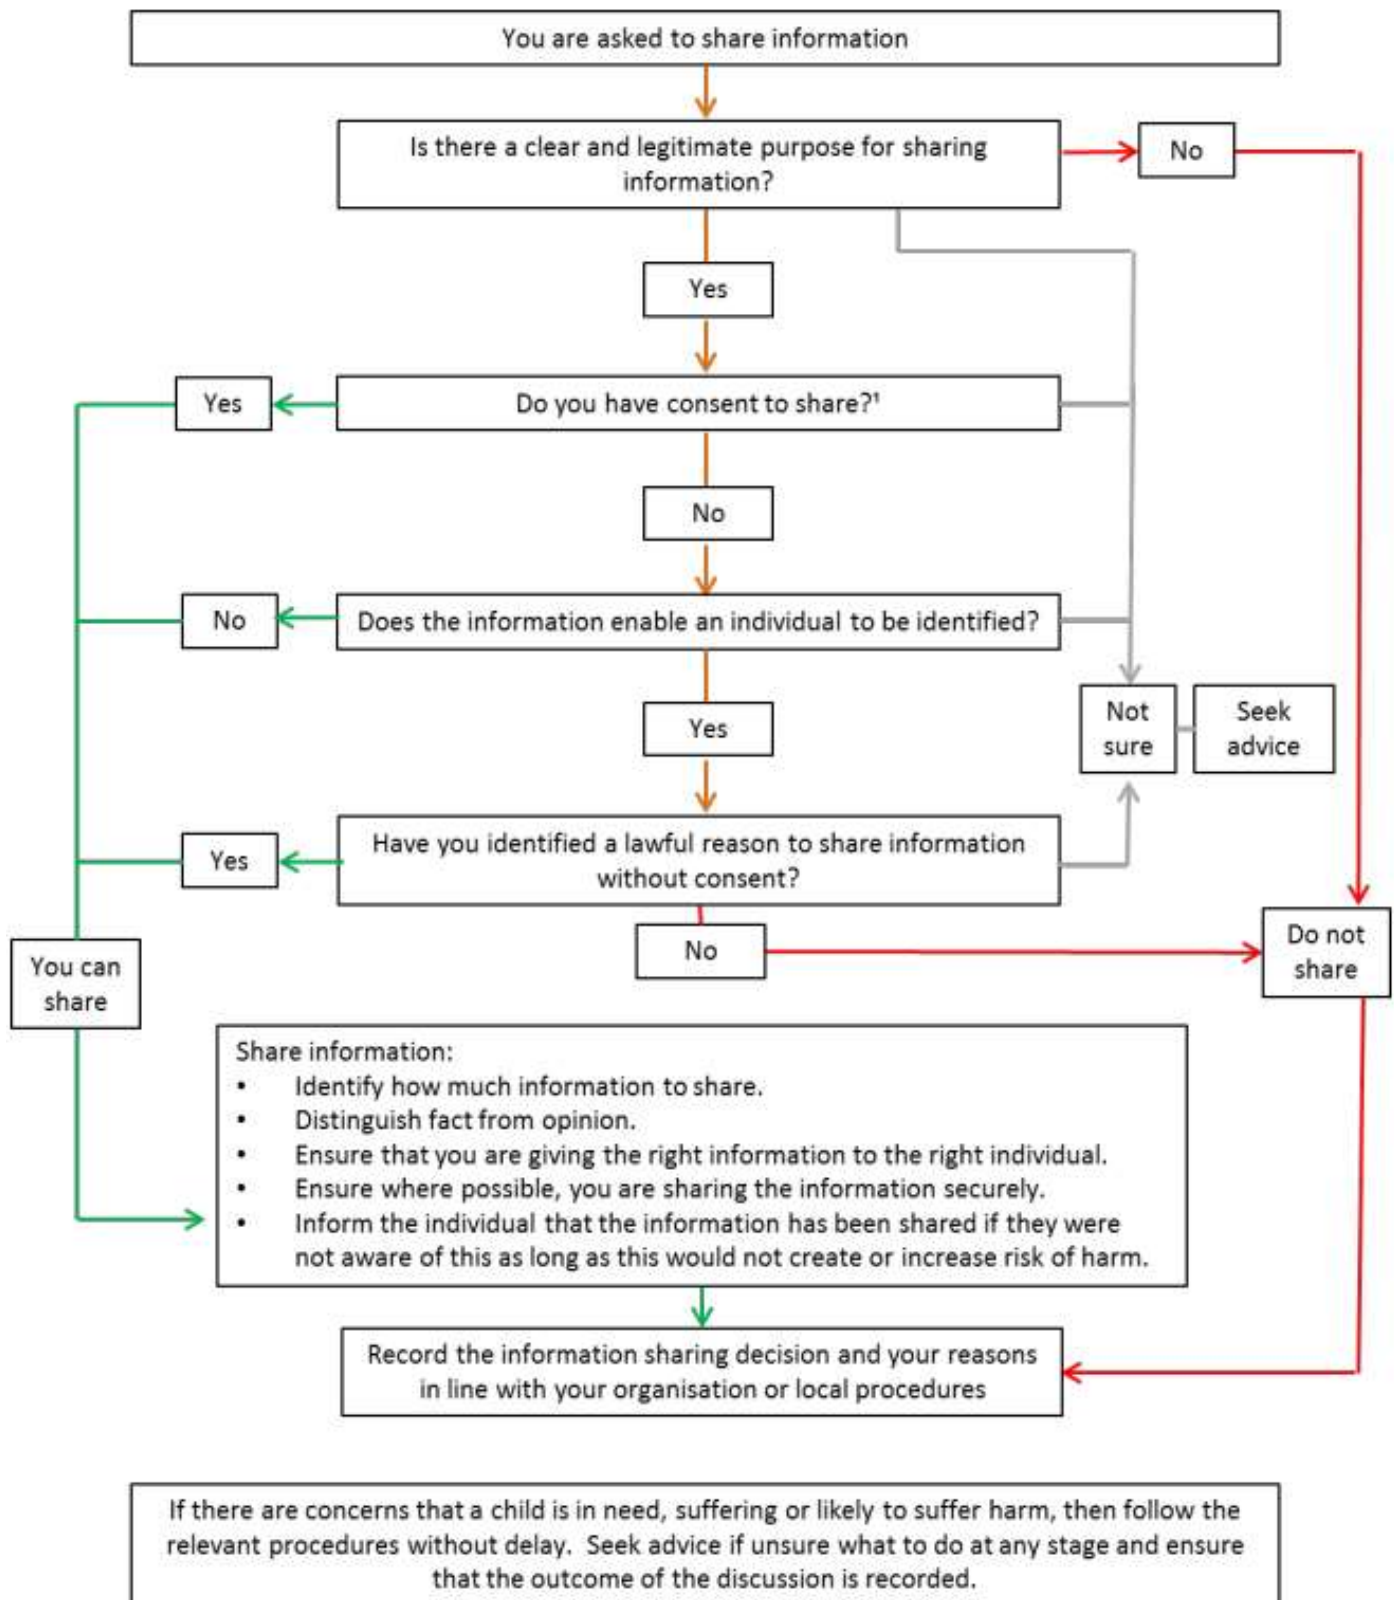 You are asked to share information
Is there a clear and legitimate purpose for sharing
information?
No
Yes
Yes
Do you have consent to share?¹
No
No
Does the information enable an individual to be identified?
Yes
Not
sure
Seek
advice
Yes
Have you identified a lawful reason to share information
without consent?
No
Do not
share
You can
share
Share information:
• Identify how much information to share.
• Distinguish fact from opinion.
• Ensure that you are giving the right information to the right individual.
• Ensure where possible, you are sharing the information securely.
• Inform the individual that the information has been shared if they were
not aware of this as long as this would not create or increase risk of harm.
Record the information sharing decision and your reasons
in line with your organisation or local procedures
If there are concerns that a child is in need, suffering or likely to suffer harm, then follow the
relevant procedures without delay.  Seek advice if unsure what to do at any stage and ensure
that the outcome of the discussion is recorded.